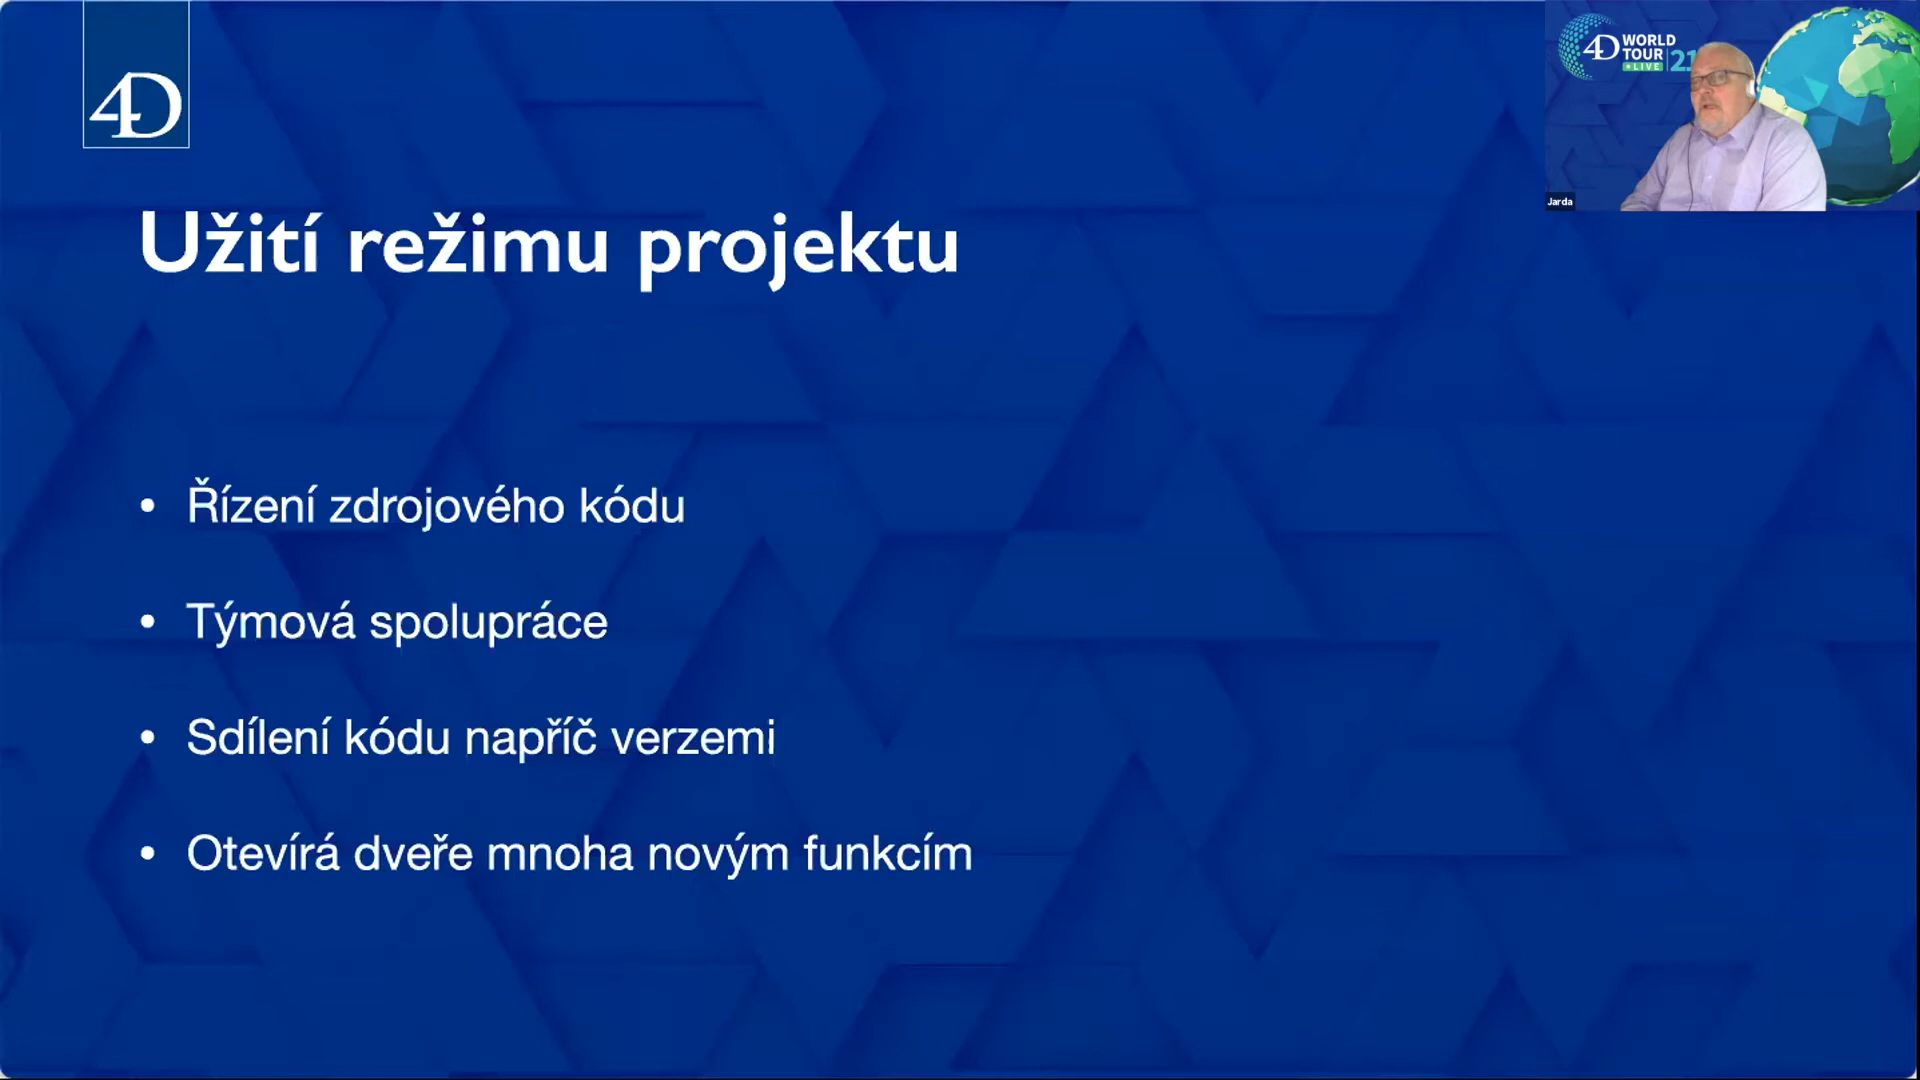 4D
4D WORLD
TOUR
LIVE
21
Jarda
Užití režimu projektu
• Řízení zdrojového kódu
• Týmová spolupráce
• Sdílení kódu napříč verzemi
• Otevírá dveře mnoha novým funkcím